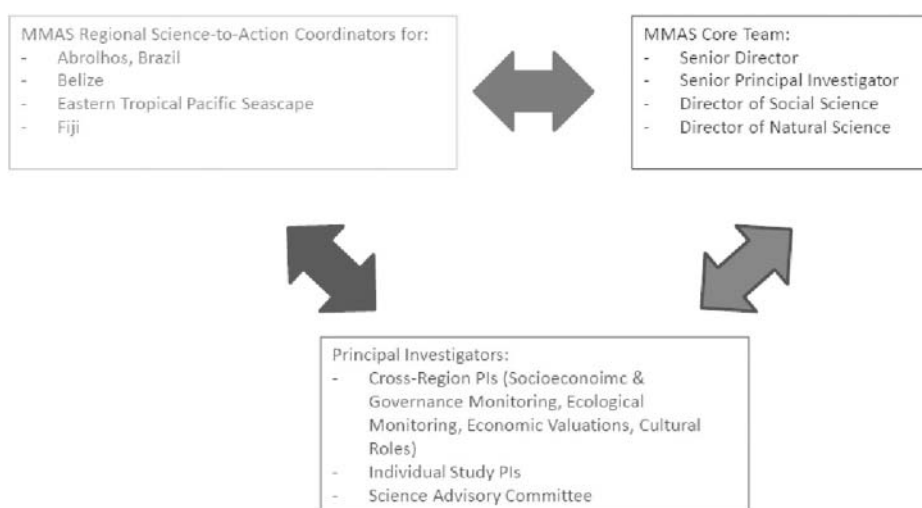 MMAS Regional Science-to-Action Coordinators for:
- Abrolhos, Brazil
- Belize
- Eastern Tropical Pacific Seascape
- Fiji
MMAS Core Team:
- Senior Director
- Senior Principal Investigator
- Director of Social Science
- Director of Natural Science
Principal Investigators:
- Cross-Region PIs (Socioeconoimc &
Governance Monitoring, Ecological
Monitoring, Economic Valuations, Cultural
Roles)
- Individual Study PIs
- Science Advisory Committee